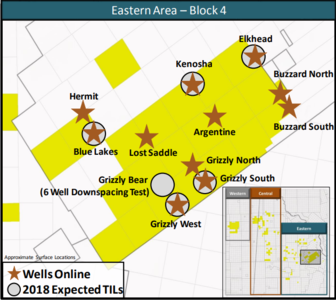 Eastern Area – Block 4
Elkhead
Kenosha
Buzzard North
Hermit
Argentine
Buzzard South
Blue Lakes
Lost Saddle
Grizzly North
Grizzly Bear
(6 Well Downspacing Test)
Grizzly South
Grizzly West
Western
Central
Eastern
Approximate Surface Locations
Wells Online
2018 Expected TILs